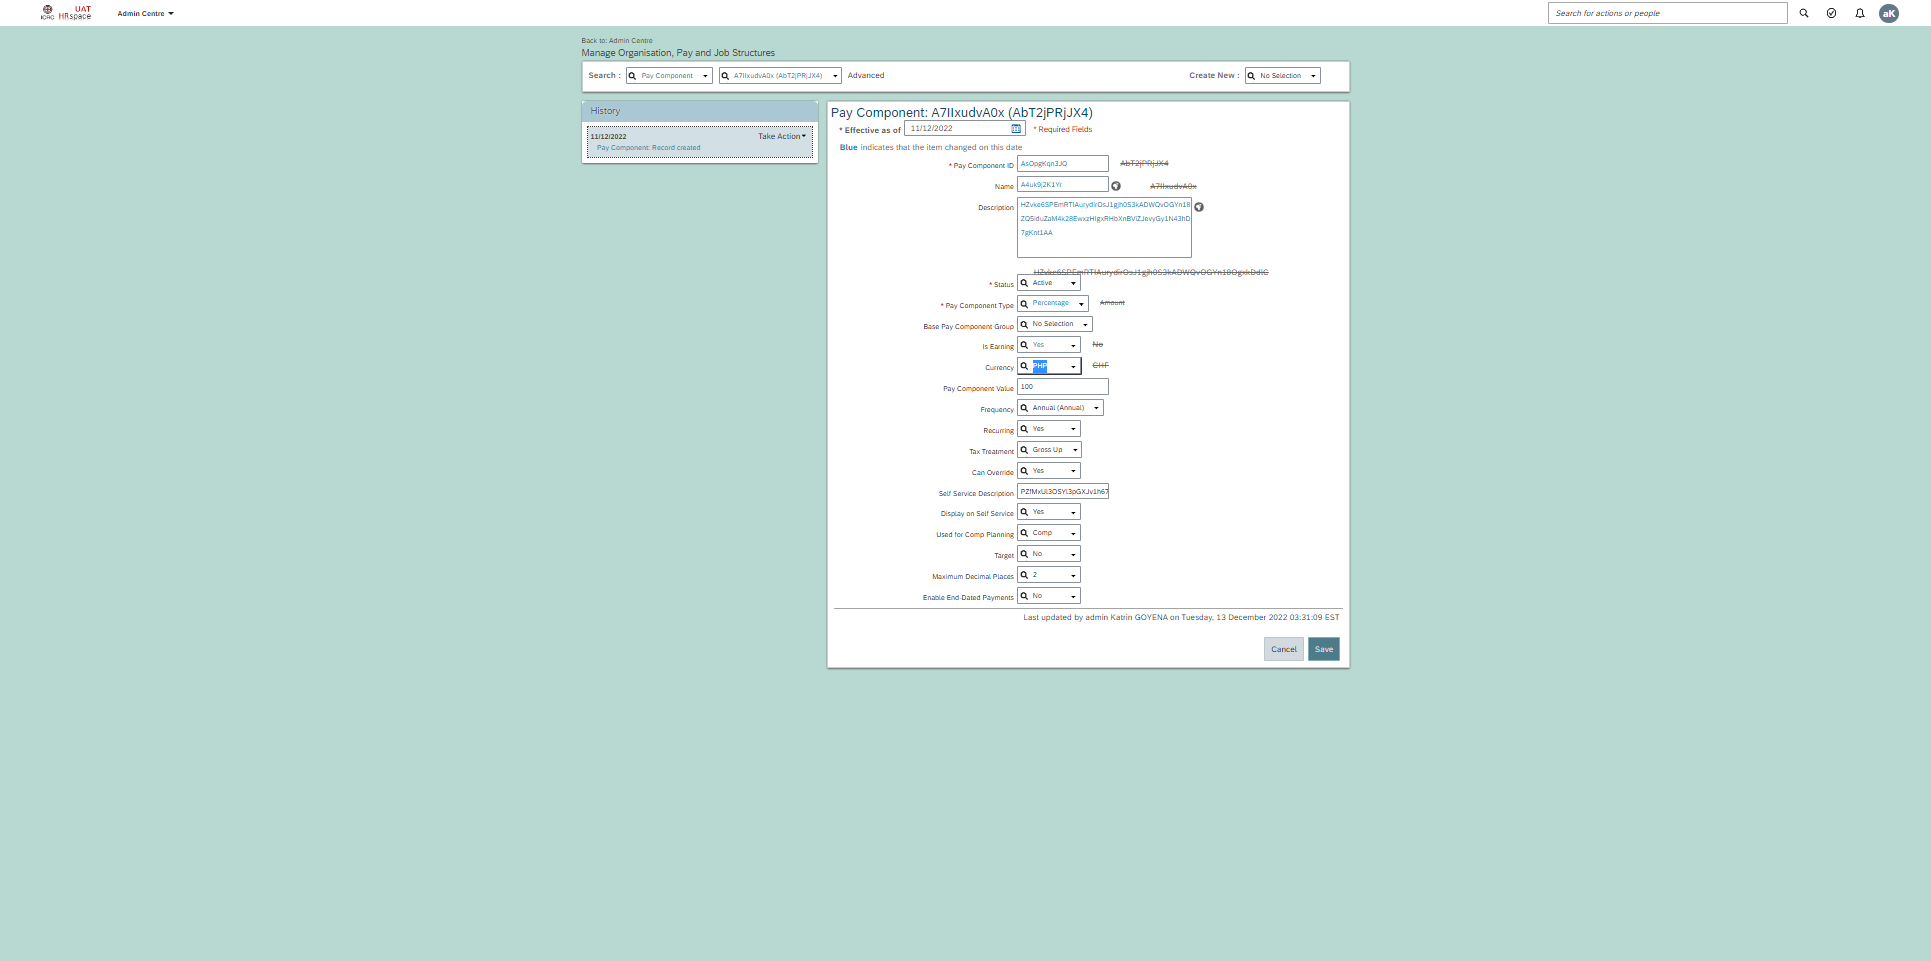 ICRC UAT HRspace Admin Centre Search for actions or people aK
Back to: Admin Centre
Manage Organisation, Pay and Job Structures
Search : Pay Component A7IIxudvA0x (AbT2jPRjJX4) Advanced Create New : No Selection
History
11/12/2022 Take Action
Pay Component: Record created
Pay Component: A7IIxudvA0x (AbT2jPRjJX4)
* Effective as of 11/12/2022 * Required Fields
Blue indicates that the item changed on this date
* Pay Component ID AsOpgKqn3JQ AbT2jPRjJX4
Name A4uk9j2K1Yr A7IIxudvA0x
Description
7gKnt1AA
* Status Active
* Pay Component Type Percentage Amount
Base Pay Component Group No Selection
Is Earning Yes No
Currency PHP CHF
Pay Component Value 100
Frequency Annual (Annual)
Recurring Yes
Tax Treatment Gross Up
Can Override Yes
Self Service Description
Display on Self Service Yes
Used for Comp Planning Comp
Target No
Maximum Decimal Places 2
Enable End-Dated Payments No
Last updated by admin Katrin GOYENA on Tuesday, 13 December 2022 03:31:09 EST
Cancel Save